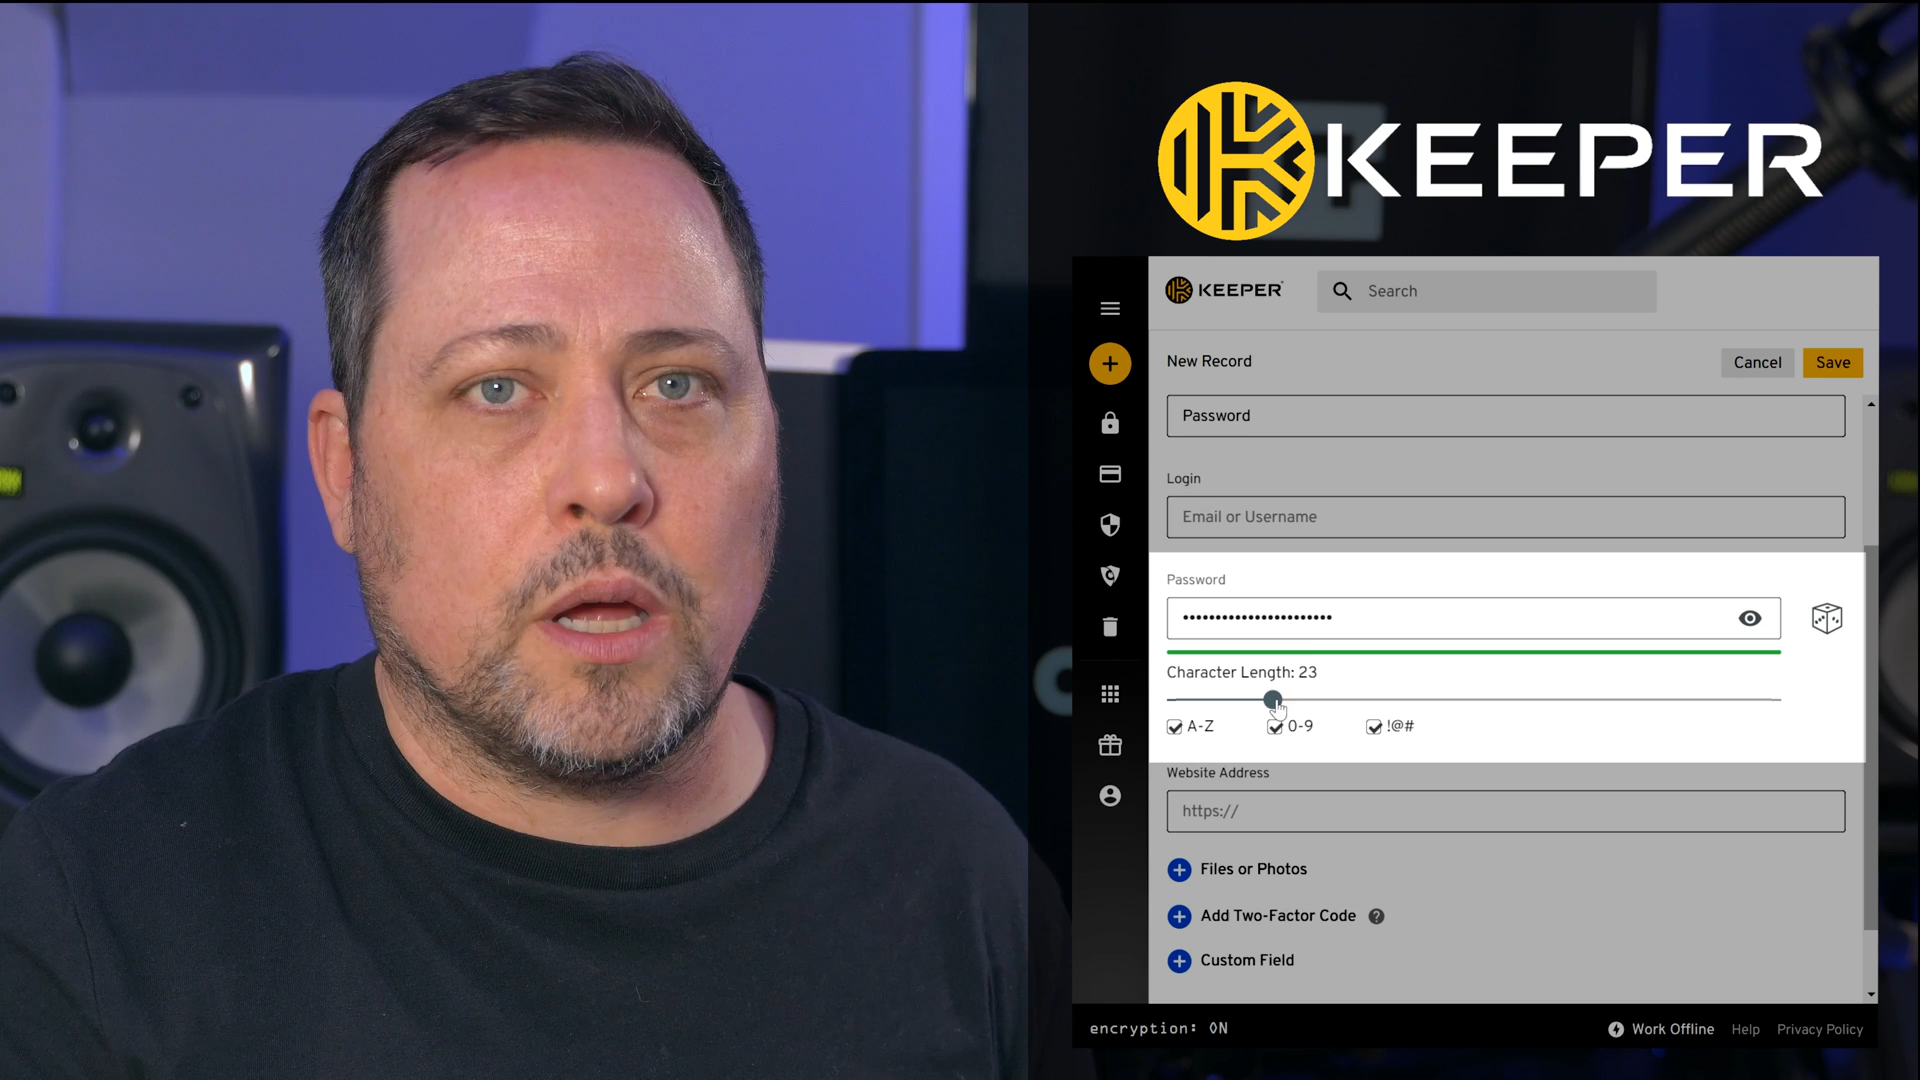 KEEPER
KEEPER
Search
New Record
Cancel
Save
Password
Login
Email or Username
Password
Character Length: 23
A-Z
0-9
!@#
Website Address
https://
Files or Photos
Add Two-Factor Code ?
Custom Field
encryption: ON
Work Offline
Help
Privacy Policy